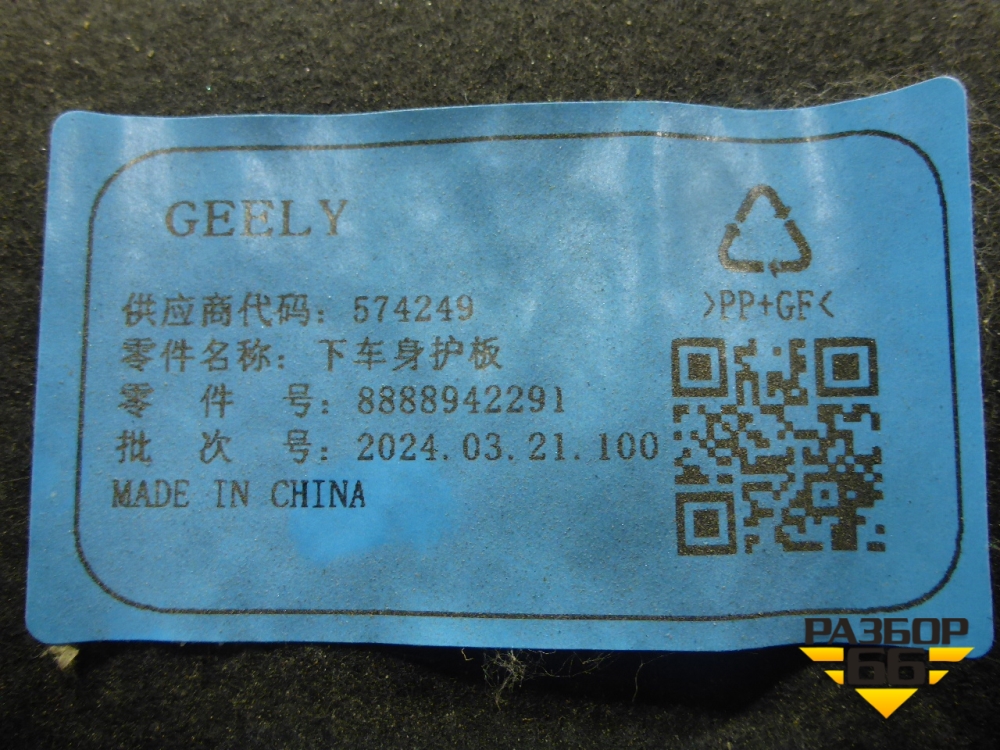 GEELY
供应商代码：574249
零件名称：下车身护板
零 件 号：8888942291
批 次 号：2024.03.21.100
MADE IN CHINA
>PP+GF<
РАЗБОР
66